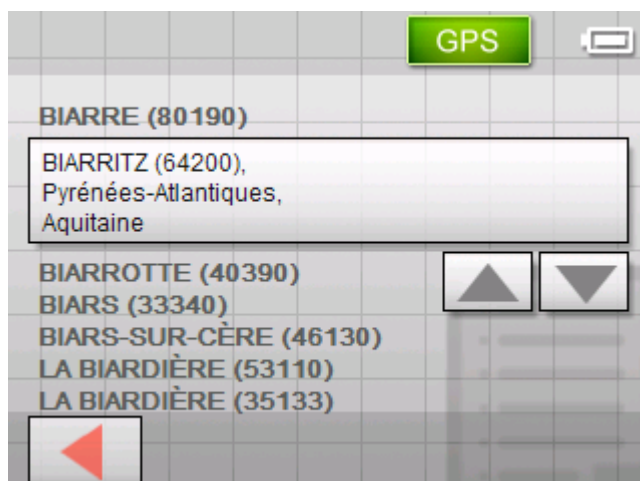 GPS
BIARRE (80190)
BIARRITZ (64200),
Pyrénées-Atlantiques,
Aquitaine
BIARROTTE (40390)
BIARS (33340)
BIARS-SUR-CÈRE (46130)
LA BIARDIÈRE (53110)
LA BIARDIÈRE (35133)